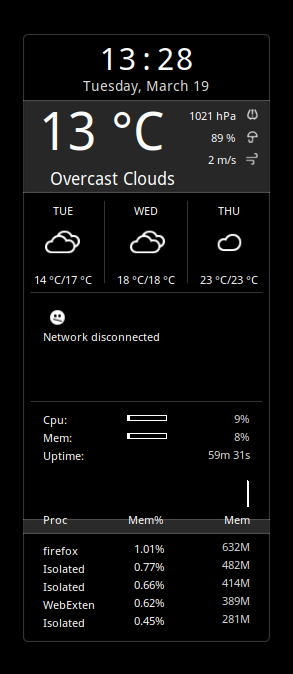 13:28
Tuesday, March 19
13 °C
1021 hPa
89 %
2 m/s
Overcast Clouds
TUE WED THU
14 °C/17 °C 18 °C/18 °C 23 °C/23 °C
Network disconnected
Cpu: 9%
Mem: 8%
Uptime: 59m 31s
Proc Mem% Mem
firefox 1.01% 632M
Isolated 0.77% 482M
Isolated 0.66% 414M
WebExten 0.62% 389M
Isolated 0.45% 281M